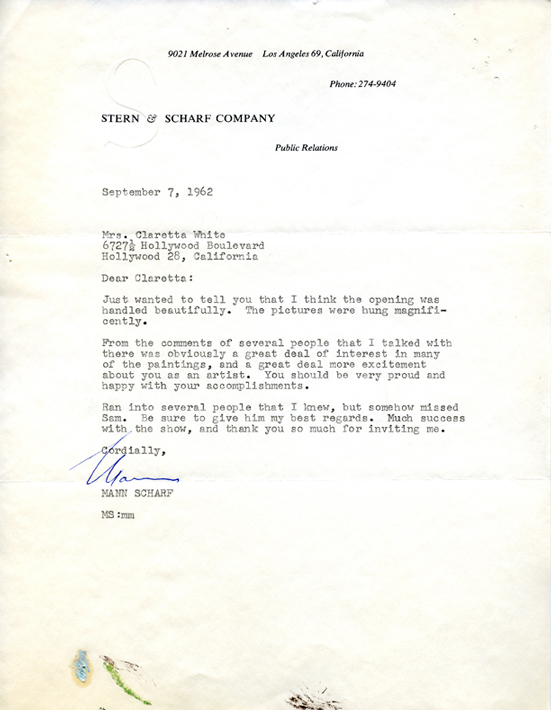 9021 Melrose Avenue Los Angeles 69, California
Phone: 274-9404
STERN & SCHARF COMPANY
Public Relations
September 7, 1962
Mrs. Claretta White
6727½ Hollywood Boulevard
Hollywood 28, California
Dear Claretta:
Just wanted to tell you that I think the opening was
handled beautifully. The pictures were hung magnifi-
cently.
From the comments of several people that I talked with
there was obviously a great deal of interest in many
of the paintings, and a great deal more excitement
about you as an artist. You should be very proud and
happy with your accomplishments.
Ran into several people that I knew, but somehow missed
Sam. Be sure to give him my best regards. Much success
with the show, and thank you so much for inviting me.
Cordially,
Mann
MANN SCHARF
MS:mm